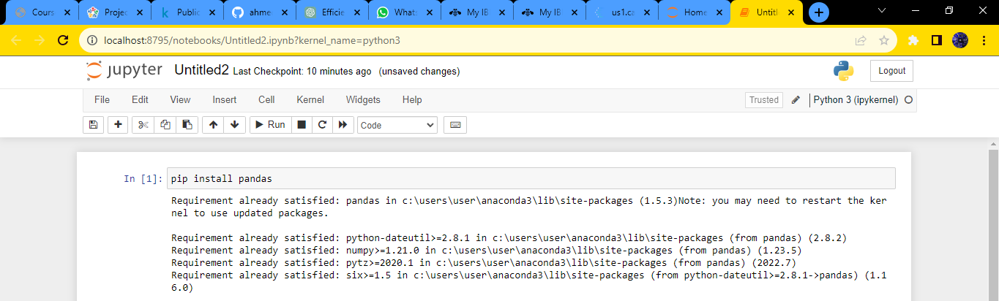 Cours
Projec
Public
ahme
Efficie
What
My IB
My IB
us1.ca
Home
Untitl
localhost:8795/notebooks/Untitled2.ipynb?kernel_name=python3
jupyter Untitled2 Last Checkpoint: 10 minutes ago (unsaved changes)
Logout
File Edit View Insert Cell Kernel Widgets Help
Trusted
Python 3 (ipykernel)
Run
Code
In [1]: pip install pandas
Requirement already satisfied: pandas in c:\users\user\anaconda3\lib\site-packages (1.5.3)Note: you may need to restart the ker
nel to use updated packages.
Requirement already satisfied: python-dateutil>=2.8.1 in c:\users\user\anaconda3\lib\site-packages (from pandas) (2.8.2)
Requirement already satisfied: numpy>=1.21.0 in c:\users\user\anaconda3\lib\site-packages (from pandas) (1.23.5)
Requirement already satisfied: pytz>=2020.1 in c:\users\user\anaconda3\lib\site-packages (from pandas) (2022.7)
Requirement already satisfied: six>=1.5 in c:\users\user\anaconda3\lib\site-packages (from python-dateutil>=2.8.1->pandas) (1.1
6.0)